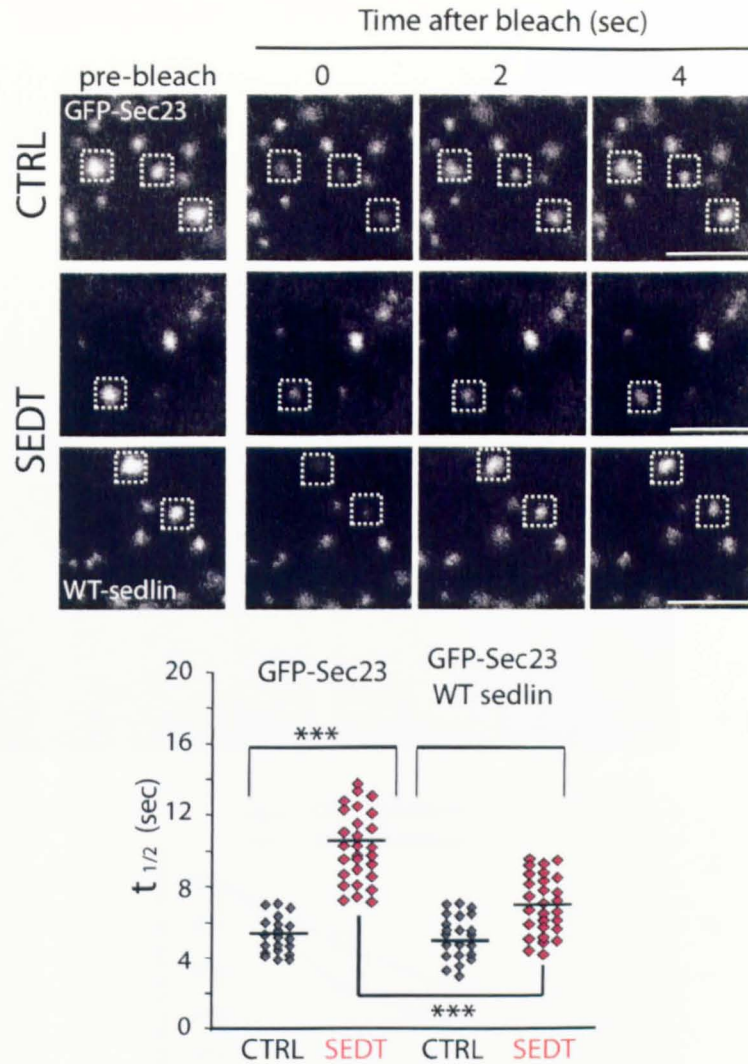 Time after bleach (sec)
pre-bleach 0 2 4
GFP-Sec23
CTRL
SEDT
WT-sedlin
GFP-Sec23
GFP-Sec23
WT sedlin
***
t 1/2 (sec)
20
16
12
8
4
0
***
CTRL SEDT CTRL SEDT